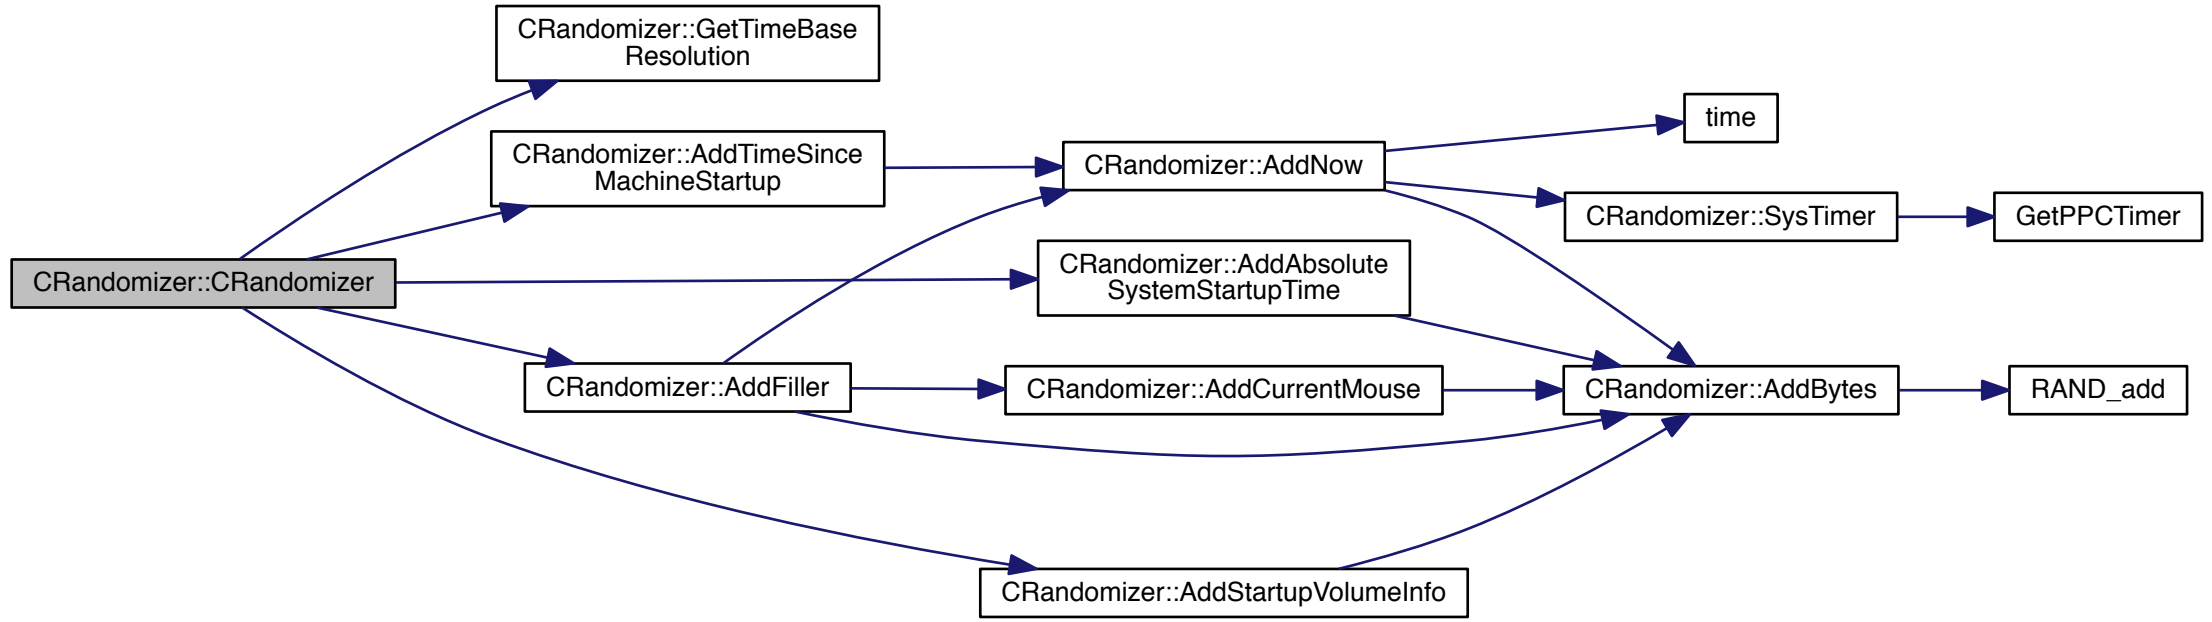 CRandomizer::GetTimeBase
Resolution
CRandomizer::AddTimeSince
MachineStartup
CRandomizer::CRandomizer
CRandomizer::AddFiller
CRandomizer::AddNow
CRandomizer::AddAbsolute
SystemStartupTime
CRandomizer::AddCurrentMouse
CRandomizer::AddStartupVolumeInfo
time
CRandomizer::SysTimer
GetPPCTimer
CRandomizer::AddBytes
RAND_add